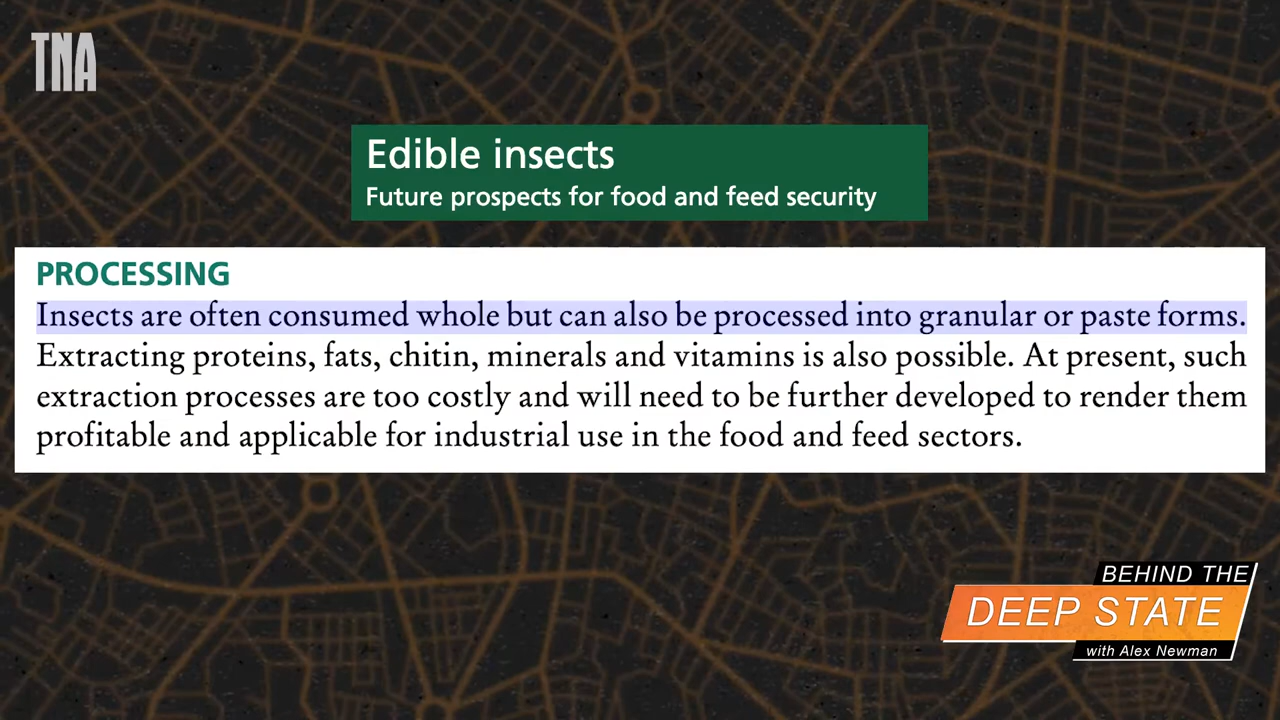 TNA
Edible insects
Future prospects for food and feed security
PROCESSING
Insects are often consumed whole but can also be processed into granular or paste forms.
Extracting proteins, fats, chitin, minerals and vitamins is also possible. At present, such
extraction processes are too costly and will need to be further developed to render them
profitable and applicable for industrial use in the food and feed sectors.
BEHIND THE
DEEP STATE
with Alex Newman